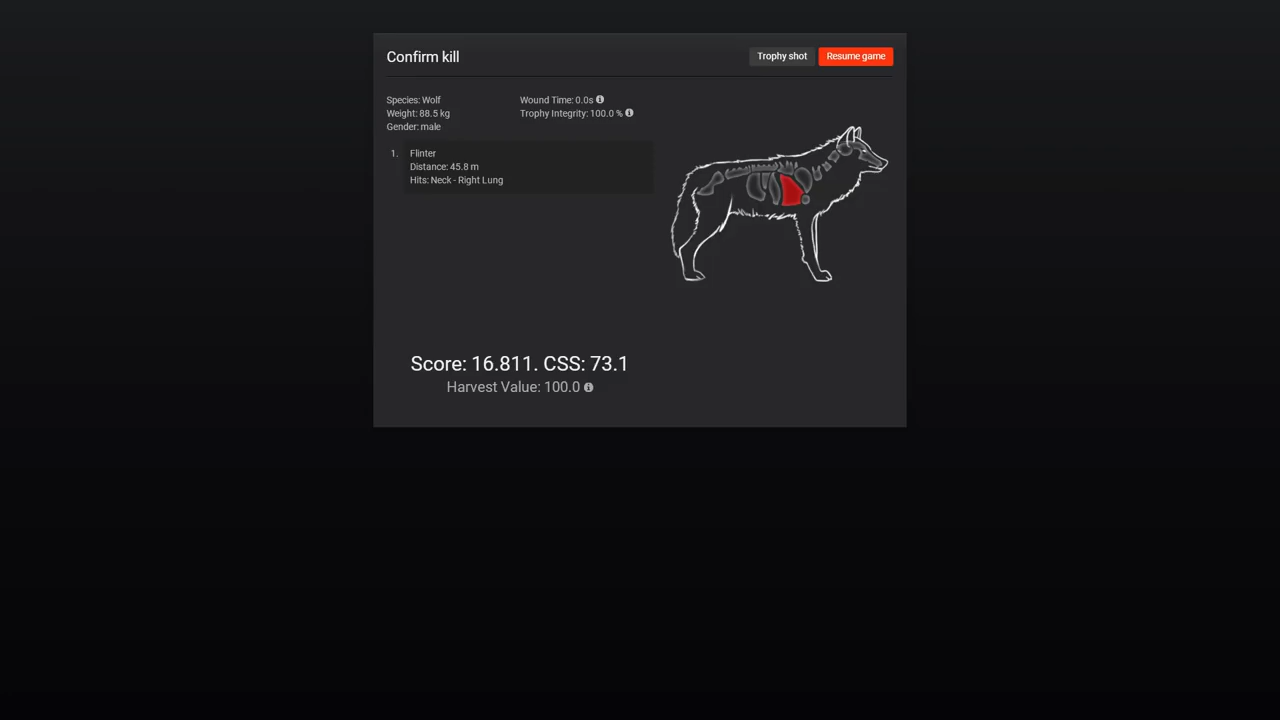 Confirm kill
Trophy shot
Resume game
Species: Wolf
Weight: 88.5 kg
Gender: male
Wound Time: 0.0s
Trophy Integrity: 100.0 %
1.
Flinter
Distance: 45.8 m
Hits: Neck - Right Lung
Score: 16.811. CSS: 73.1
Harvest Value: 100.0